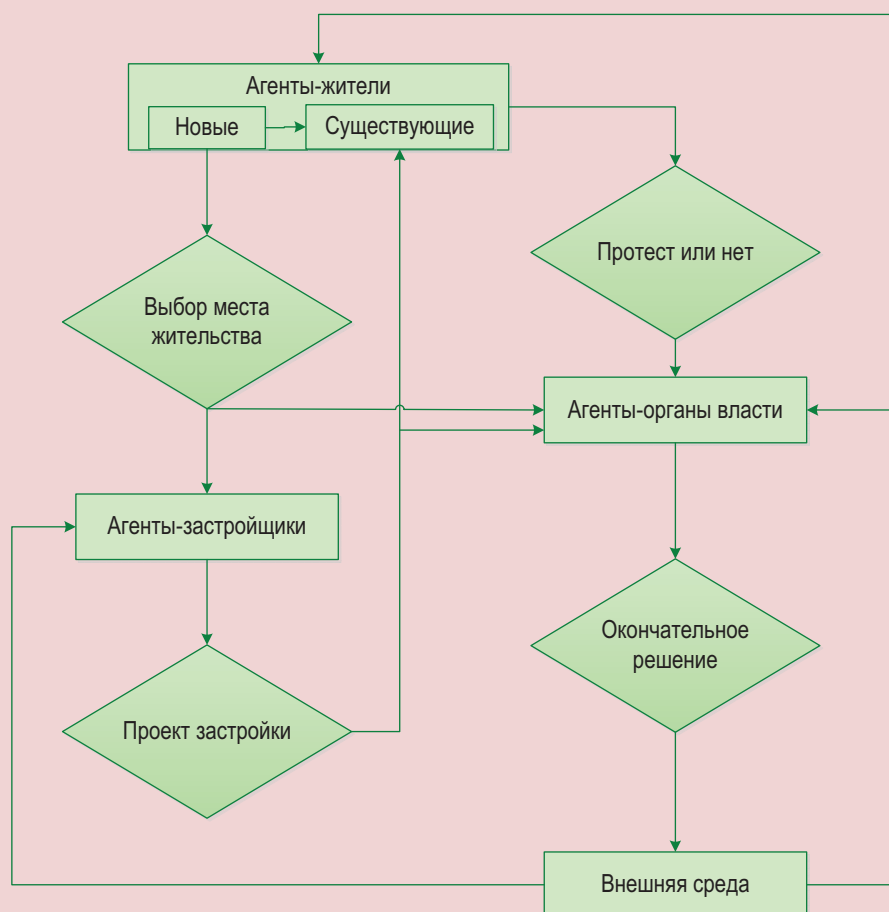 Агенты-жители
Новые
Существующие
Протест или нет
Выбор места
жительства
Агенты-органы власти
Агенты-застройщики
Окончательное
решение
Проект застройки
Внешняя среда